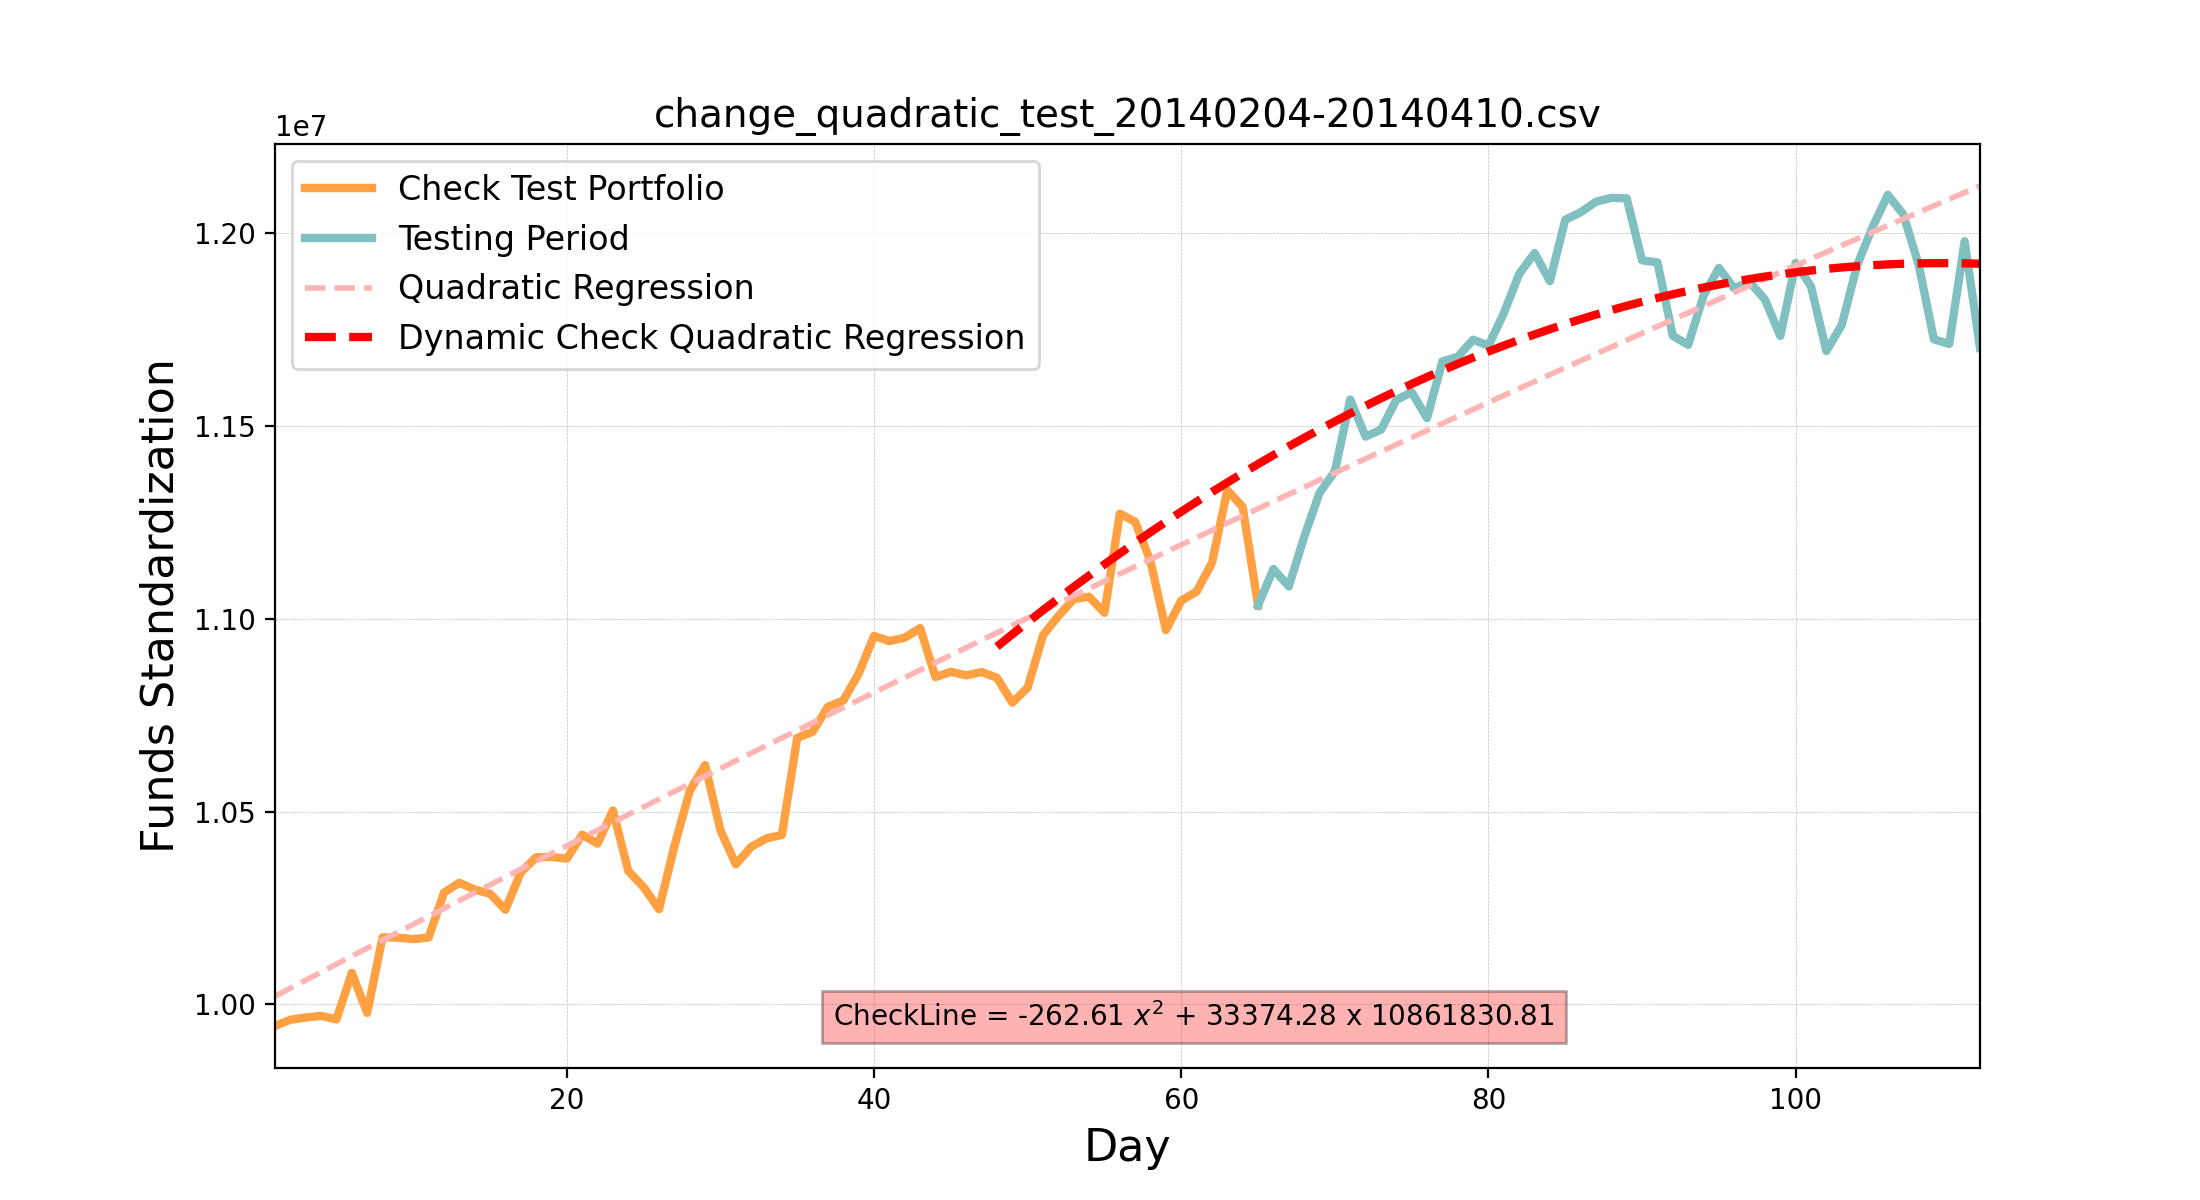 change_quadratic_test_20140204-20140410.csv
1e7
Check Test Portfolio
Testing Period
Quadratic Regression
Dynamic Check Quadratic Regression
1.20
1.15
1.10
1.05
1.00
Funds Standardization
CheckLine = -262.61 x² + 33374.28 x 10861830.81
20 40 60 80 100
Day